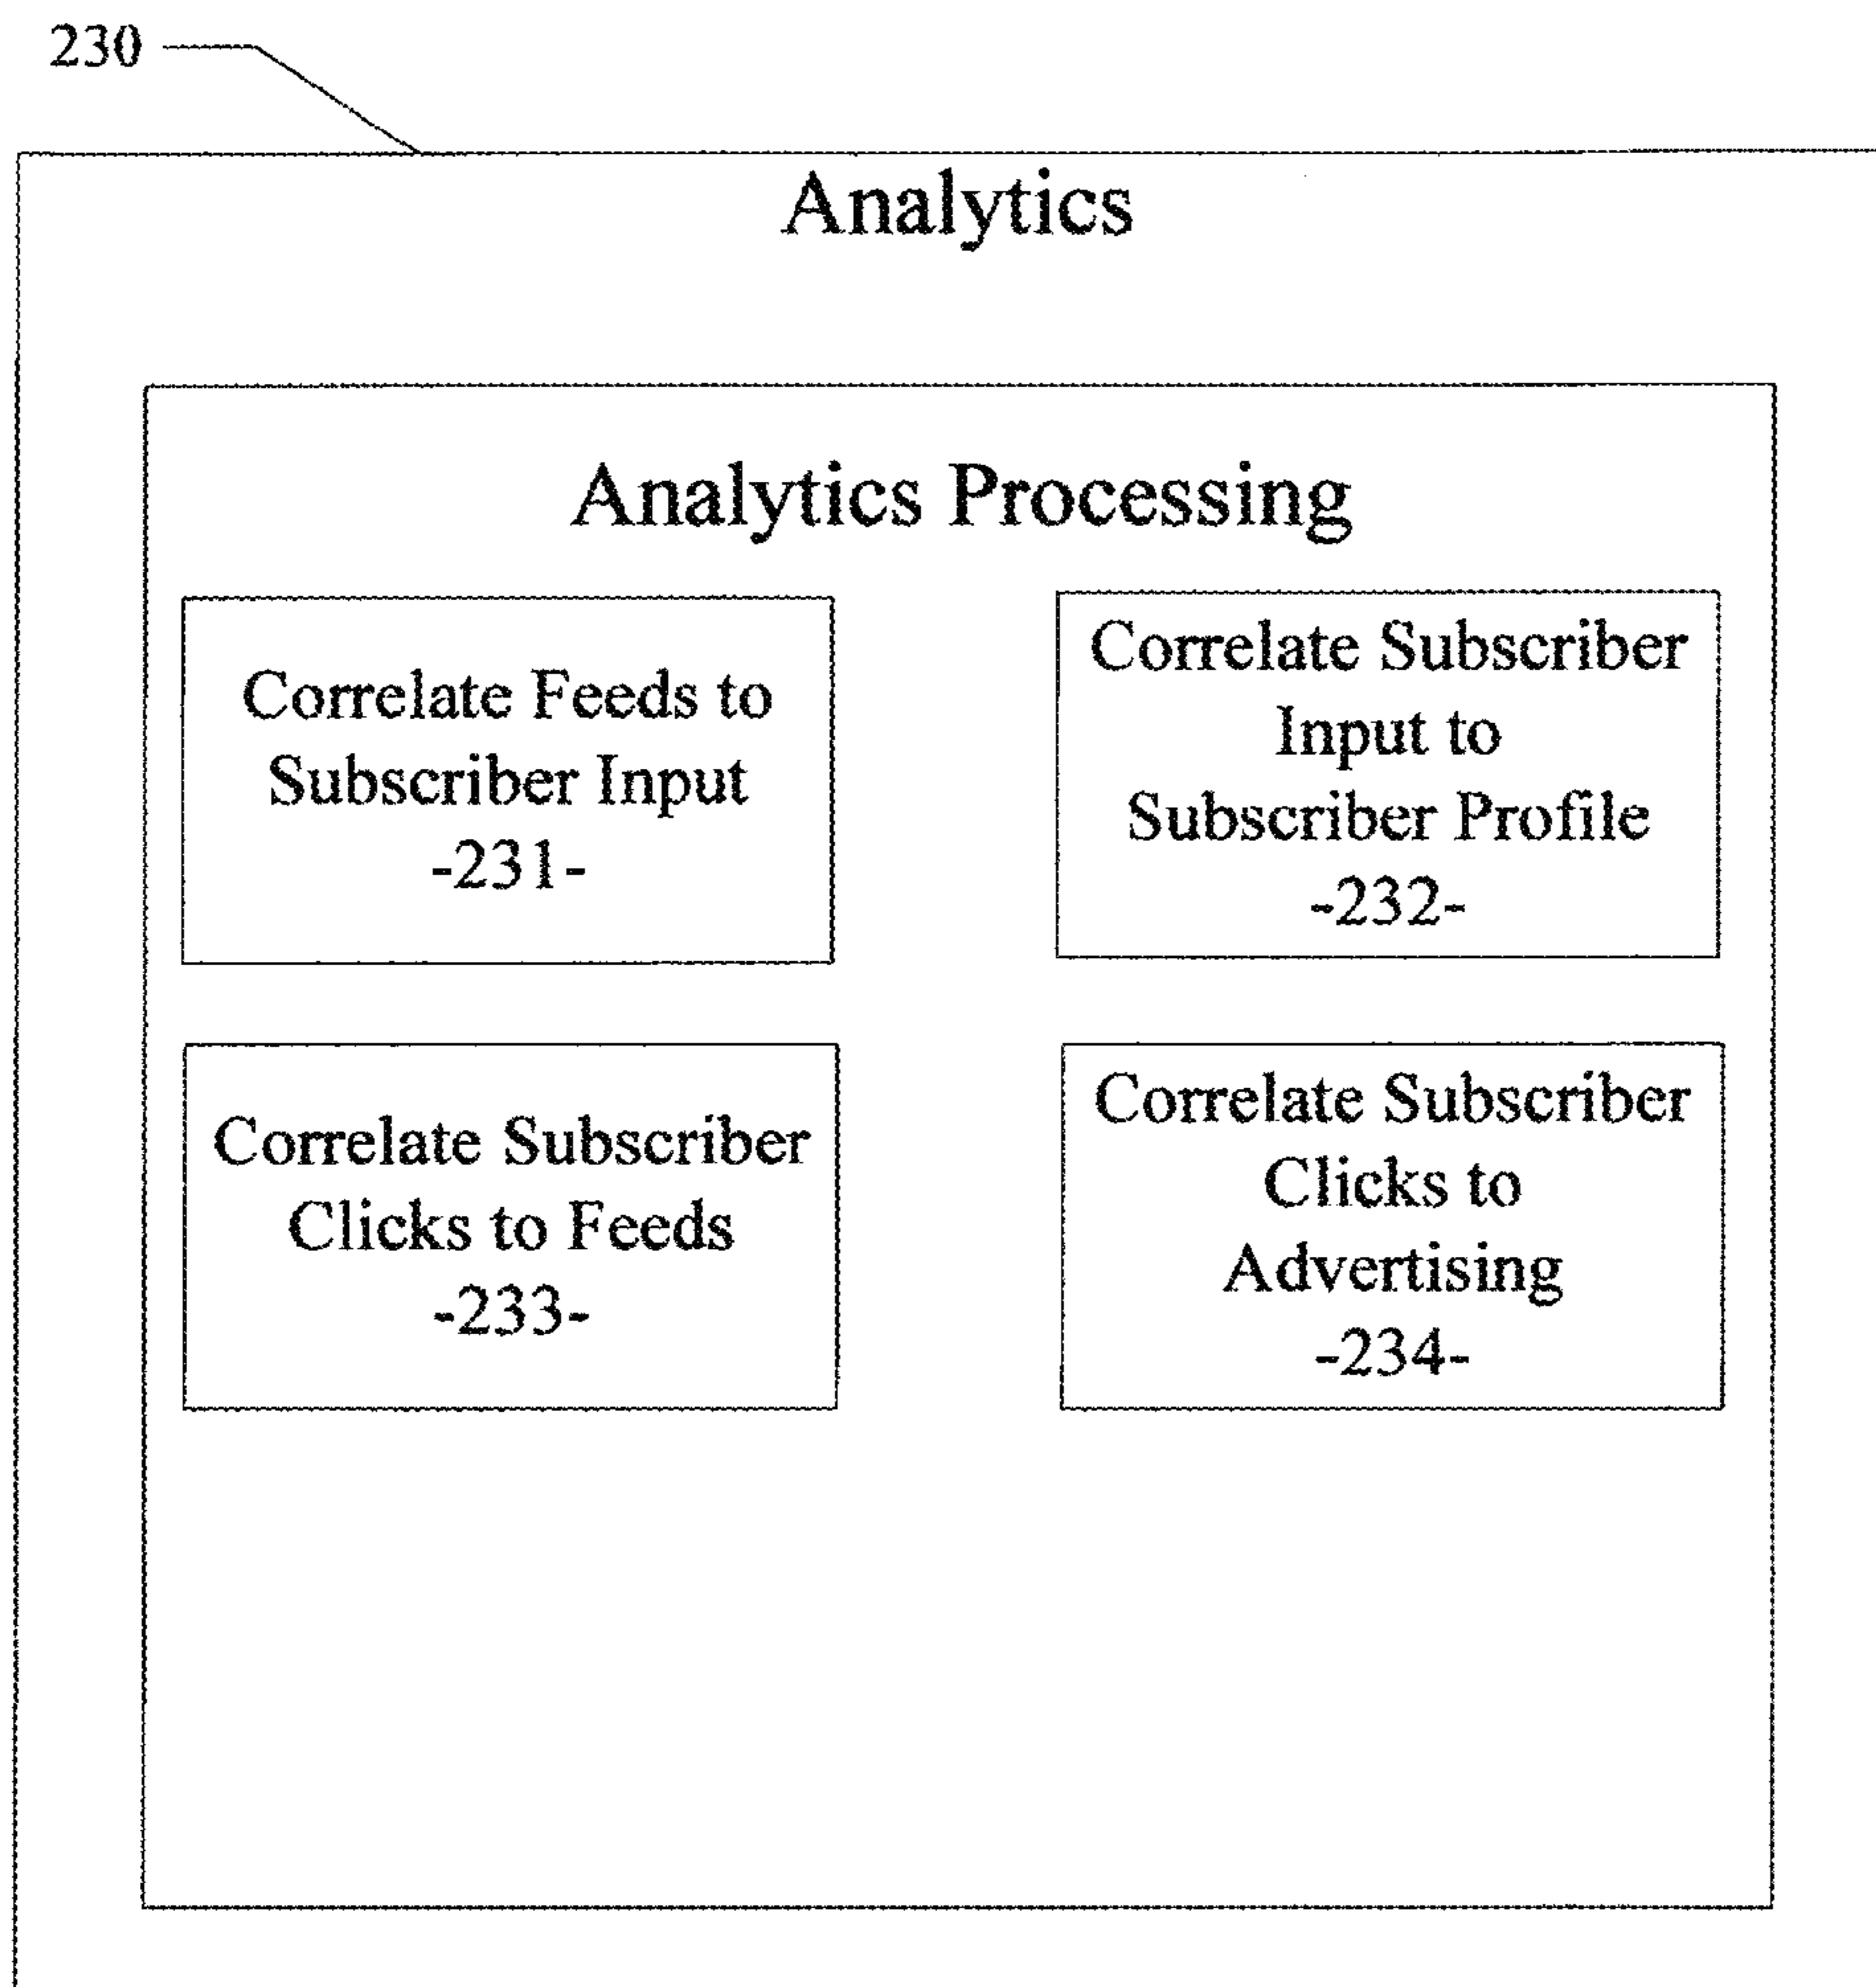 230
Analytics
Analytics Processing
Correlate Feeds to
Subscriber Input
-231-
Correlate Subscriber
Input to
Subscriber Profile
-232-
Correlate Subscriber
Clicks to Feeds
-233-
Correlate Subscriber
Clicks to
Advertising
-234-